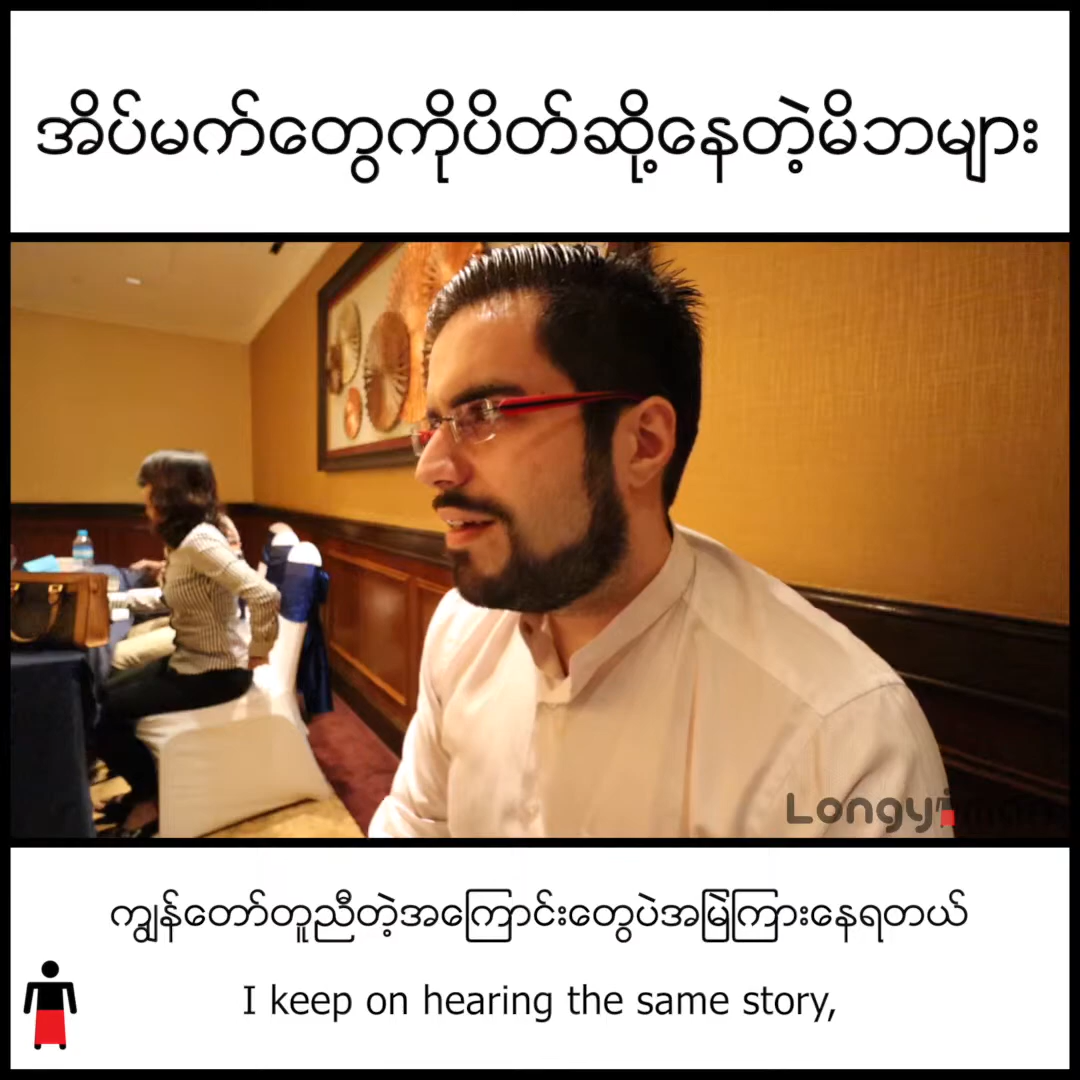 အိပ်မက်တွေကိုပိတ်ဆို့နေတဲ့မိဘများ
ကျွန်တော်တူညီတဲ့အကြောင်းတွေပဲအမြဲကြားနေရတယ်
I keep on hearing the same story,